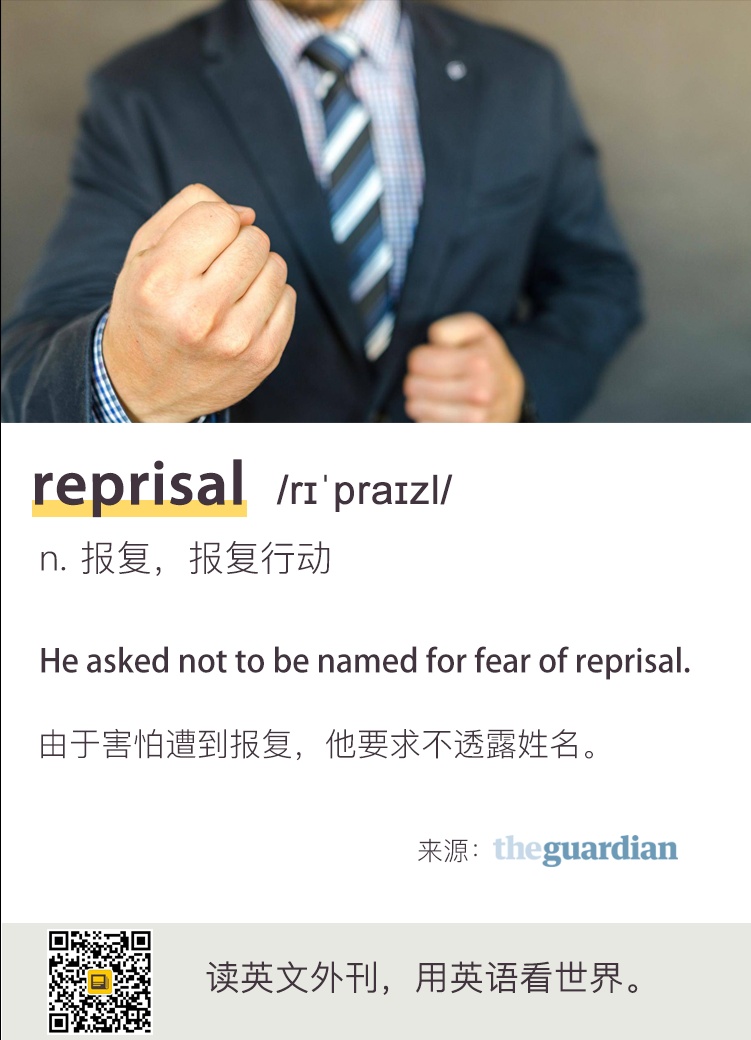 reprisal /rɪˈpraɪzl/
n. 报复，报复行动
He asked not to be named for fear of reprisal.
由于害怕遭到报复，他要求不透露姓名。
来源：theguardian
读英文外刊，用英语看世界。